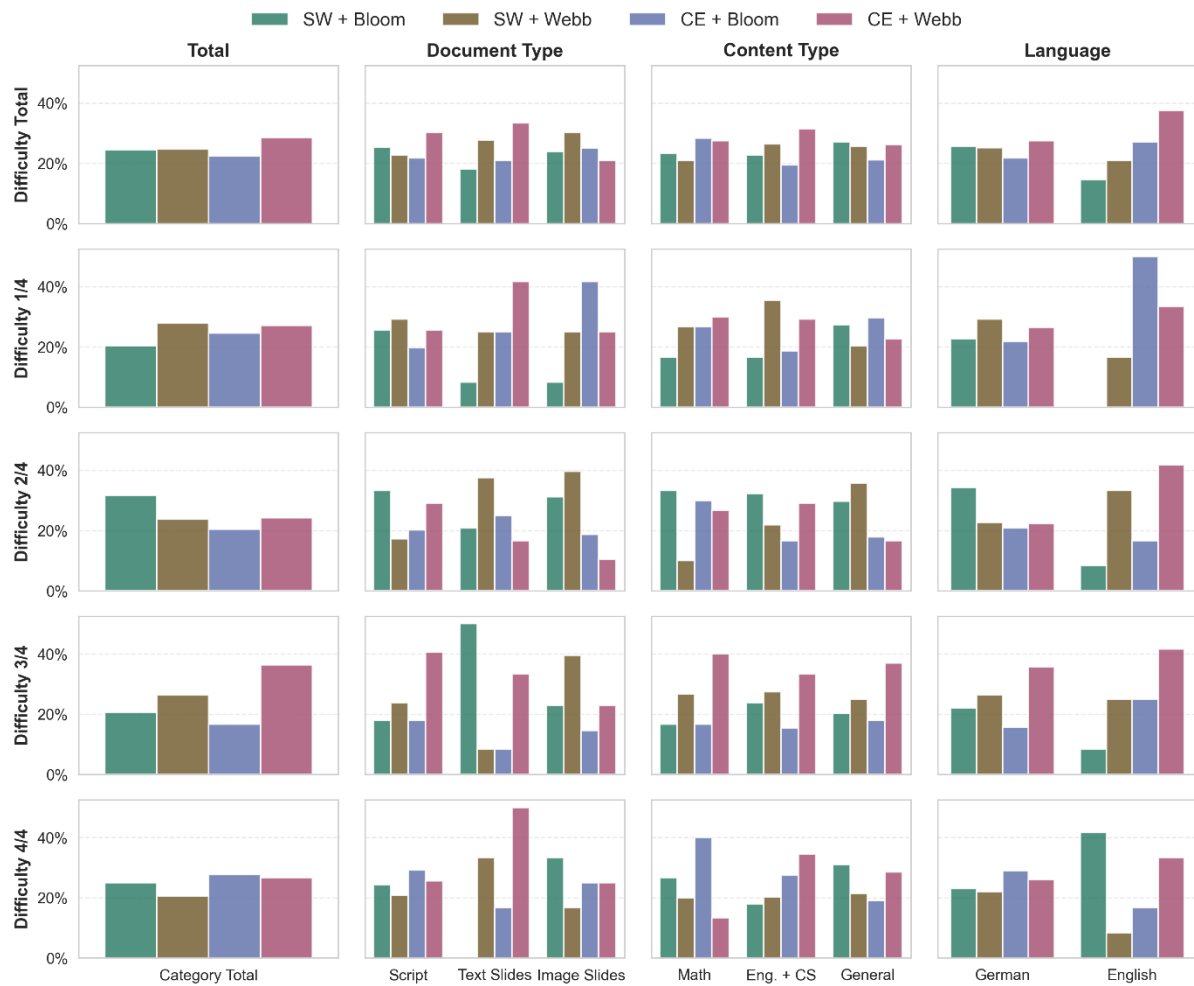 SW + Bloom SW + Webb CE + Bloom CE + Webb
Total Document Type Content Type Language
Difficulty Total
40%
20%
0%
Difficulty 1/4
40%
20%
0%
Difficulty 2/4
40%
20%
0%
Difficulty 3/4
40%
20%
0%
Difficulty 4/4
40%
20%
0%
Category Total Script Text Slides Image Slides Math Eng. + CS General German English